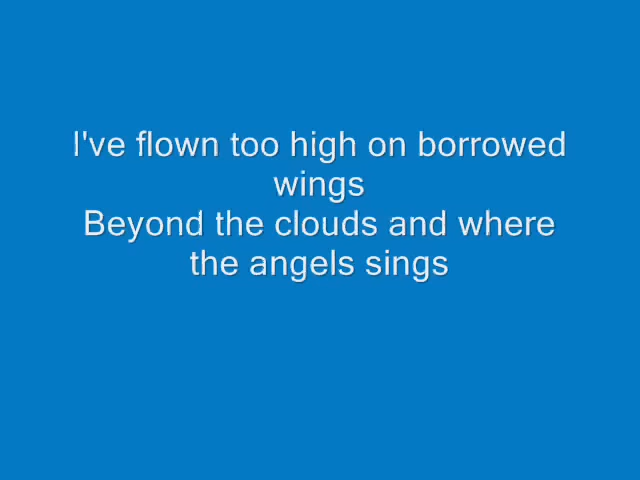 I've flown too high on borrowed
wings
Beyond the clouds and where
the angels sings